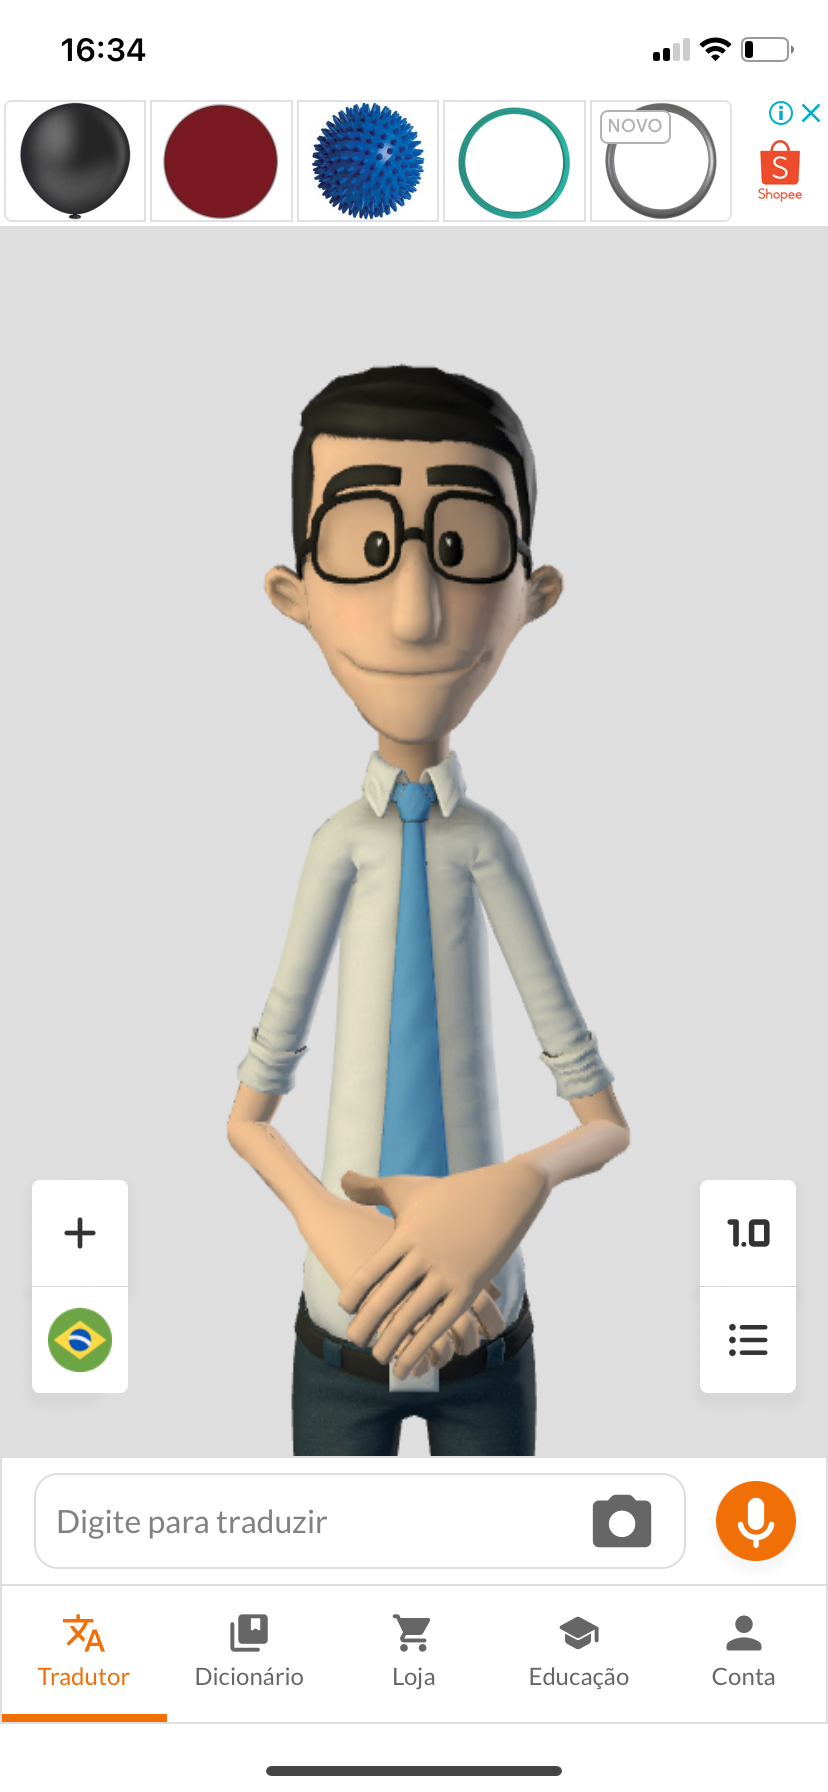 16:34
NOVO
Shopee
1.0
Digite para traduzir
Tradutor
Dicionário
Loja
Educação
Conta